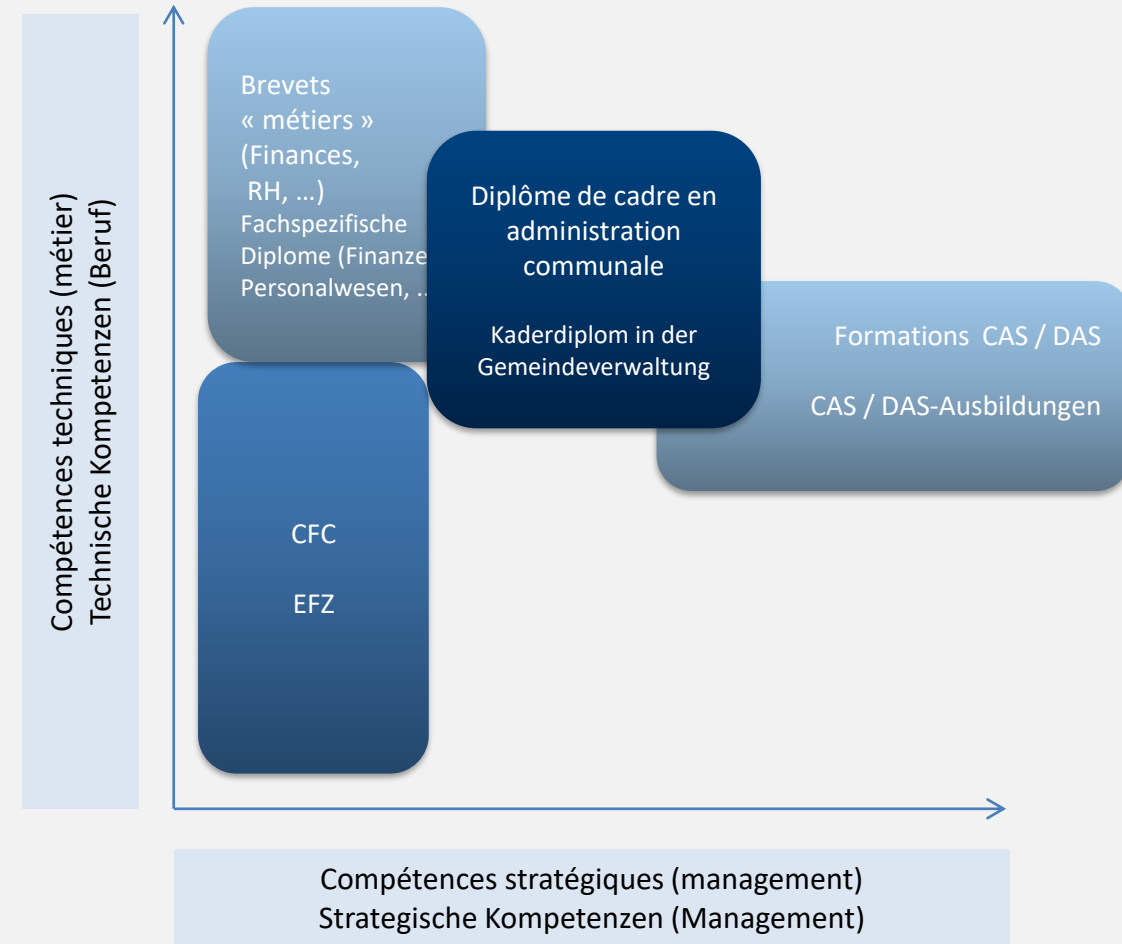 Compétences techniques (métier)
Technische Kompetenzen (Beruf)
Brevets
« métiers »
(Finances,
RH, ...)
Fachspezifische
Diplome (Finanze
Personalwesen, ..
Diplôme de cadre en
administration
communale
Kaderdiplom in der
Gemeindeverwaltung
Formations CAS / DAS
CAS / DAS-Ausbildungen
CFC
EFZ
Compétences stratégiques (management)
Strategische Kompetenzen (Management)